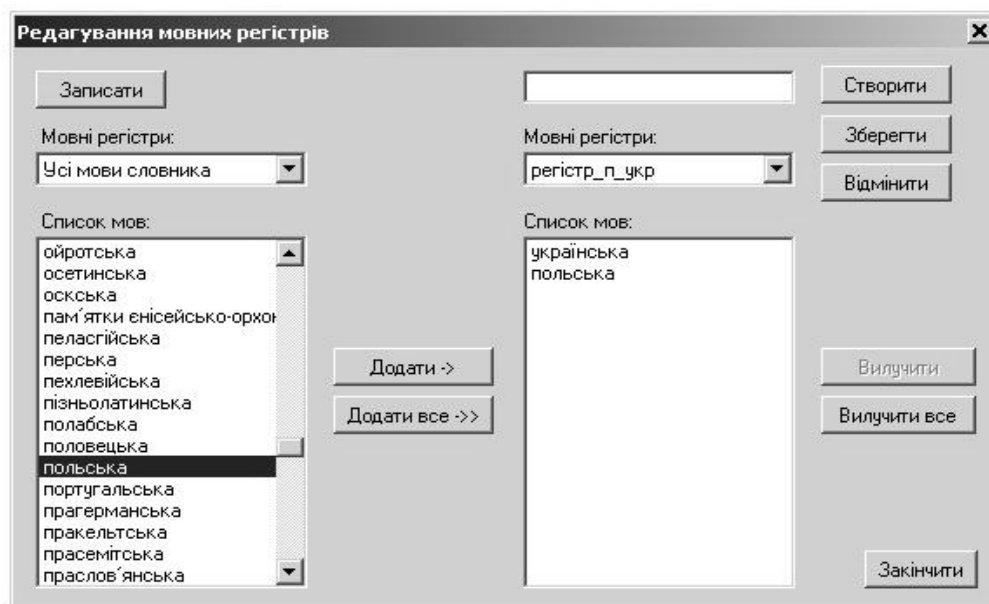 Редагування мовних регістрів
Записати
Створити
Мовні регістри:
Мовні регістри:
Зберегти
Усі мови словника
регістр_п_укр
Відмінити
Список мов:
Список мов:
ойротська
осетинська
оскська
пам´ятки єнісейсько-орхон
пеласгійська
перська
пехлевійська
пізньолатинська
полабська
половецька
польська
португальська
прагерманська
пракельтська
прасемітська
праслов´янська
українська
польська
Додати ->
Додати все ->>
Вилучити
Вилучити все
Закінчити